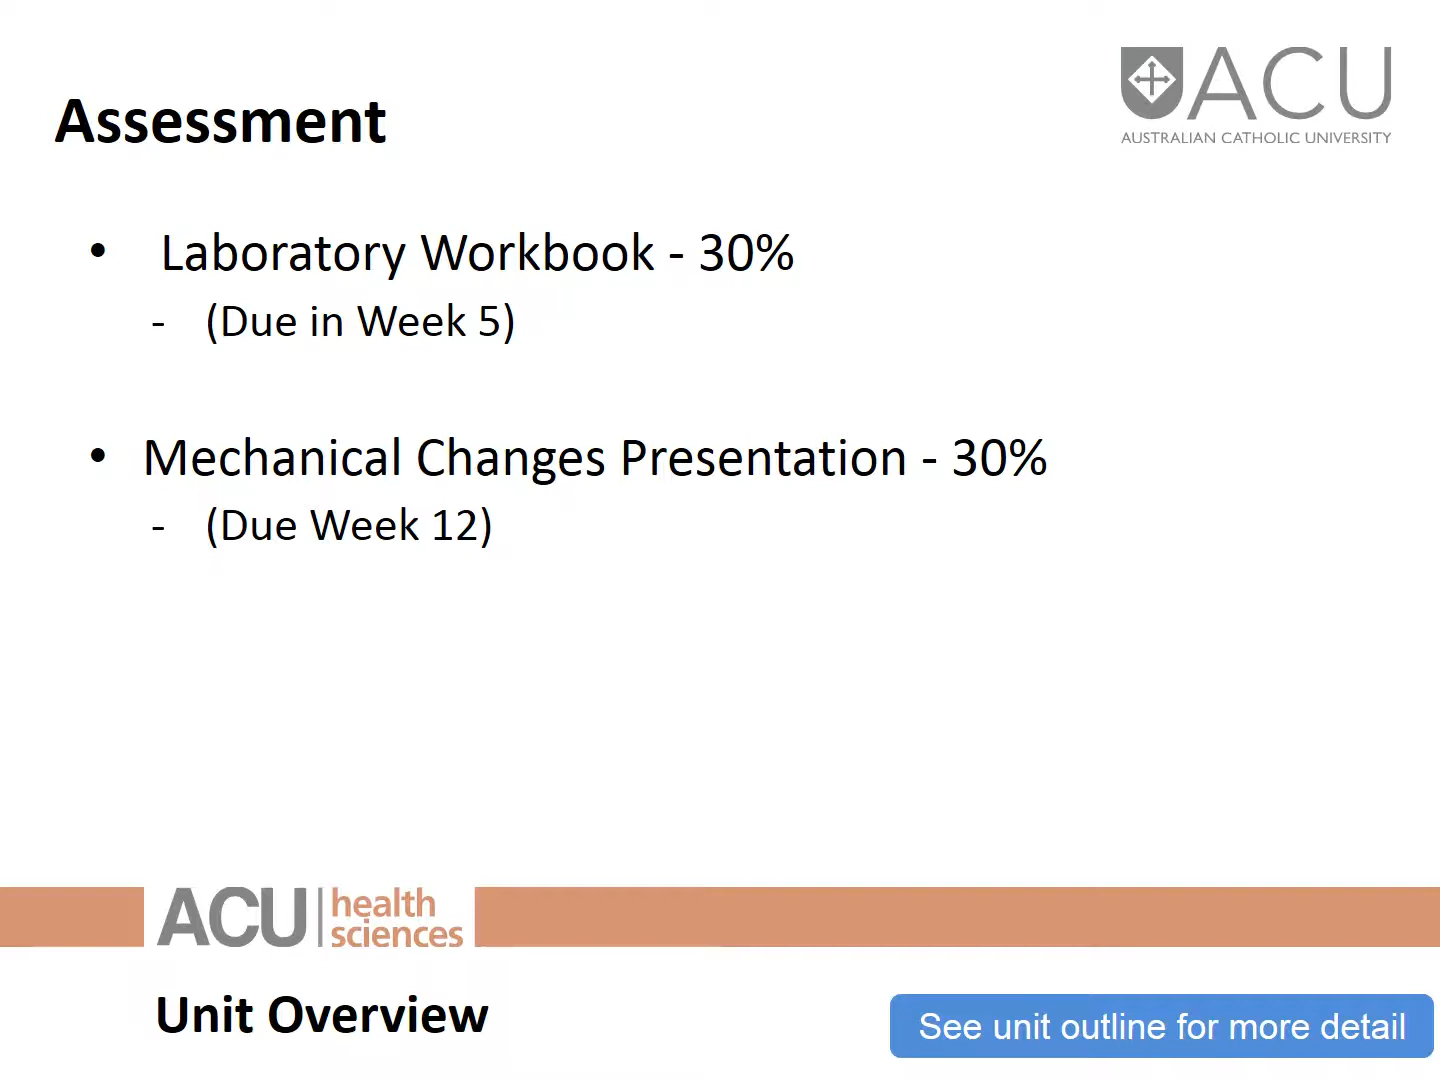 Assessment
ACU
AUSTRALIAN CATHOLIC UNIVERSITY
• Laboratory Workbook - 30%
- (Due in Week 5)
• Mechanical Changes Presentation - 30%
- (Due Week 12)
ACU health sciences
Unit Overview
See unit outline for more detail